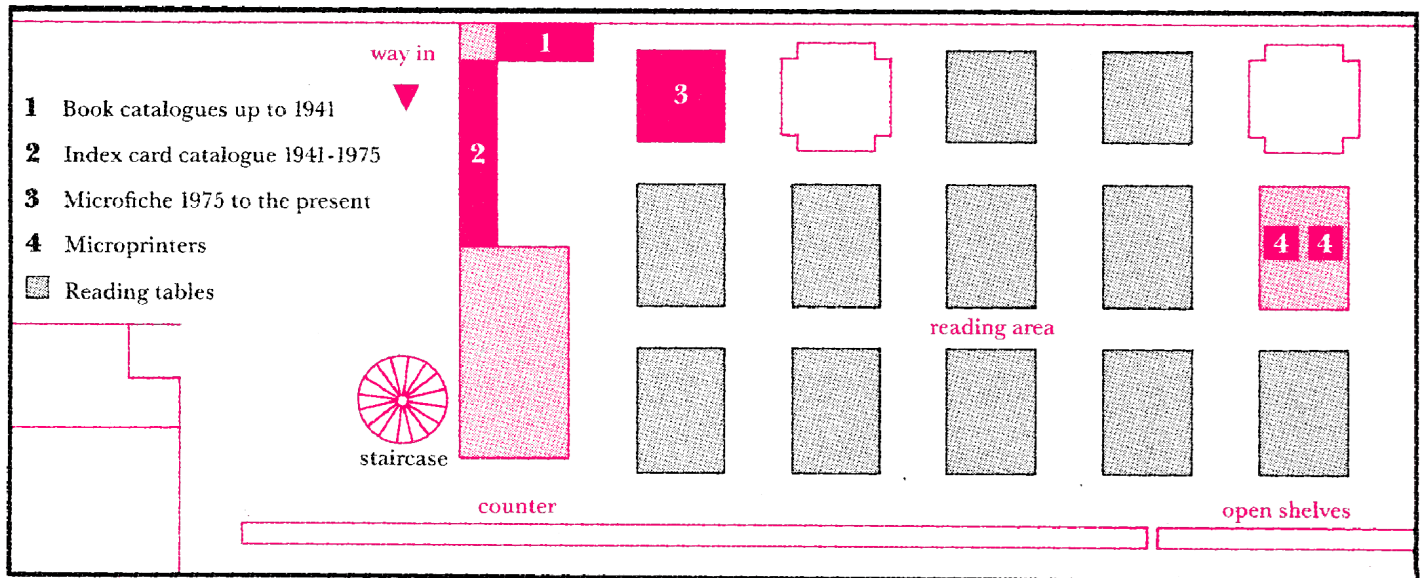 way in
1 Book catalogues up to 1941
2 Index card catalogue 1941-1975
3 Microfiche 1975 to the present
4 Microprinters
Reading tables
1
2
3
4 4
reading area
staircase
counter
open shelves